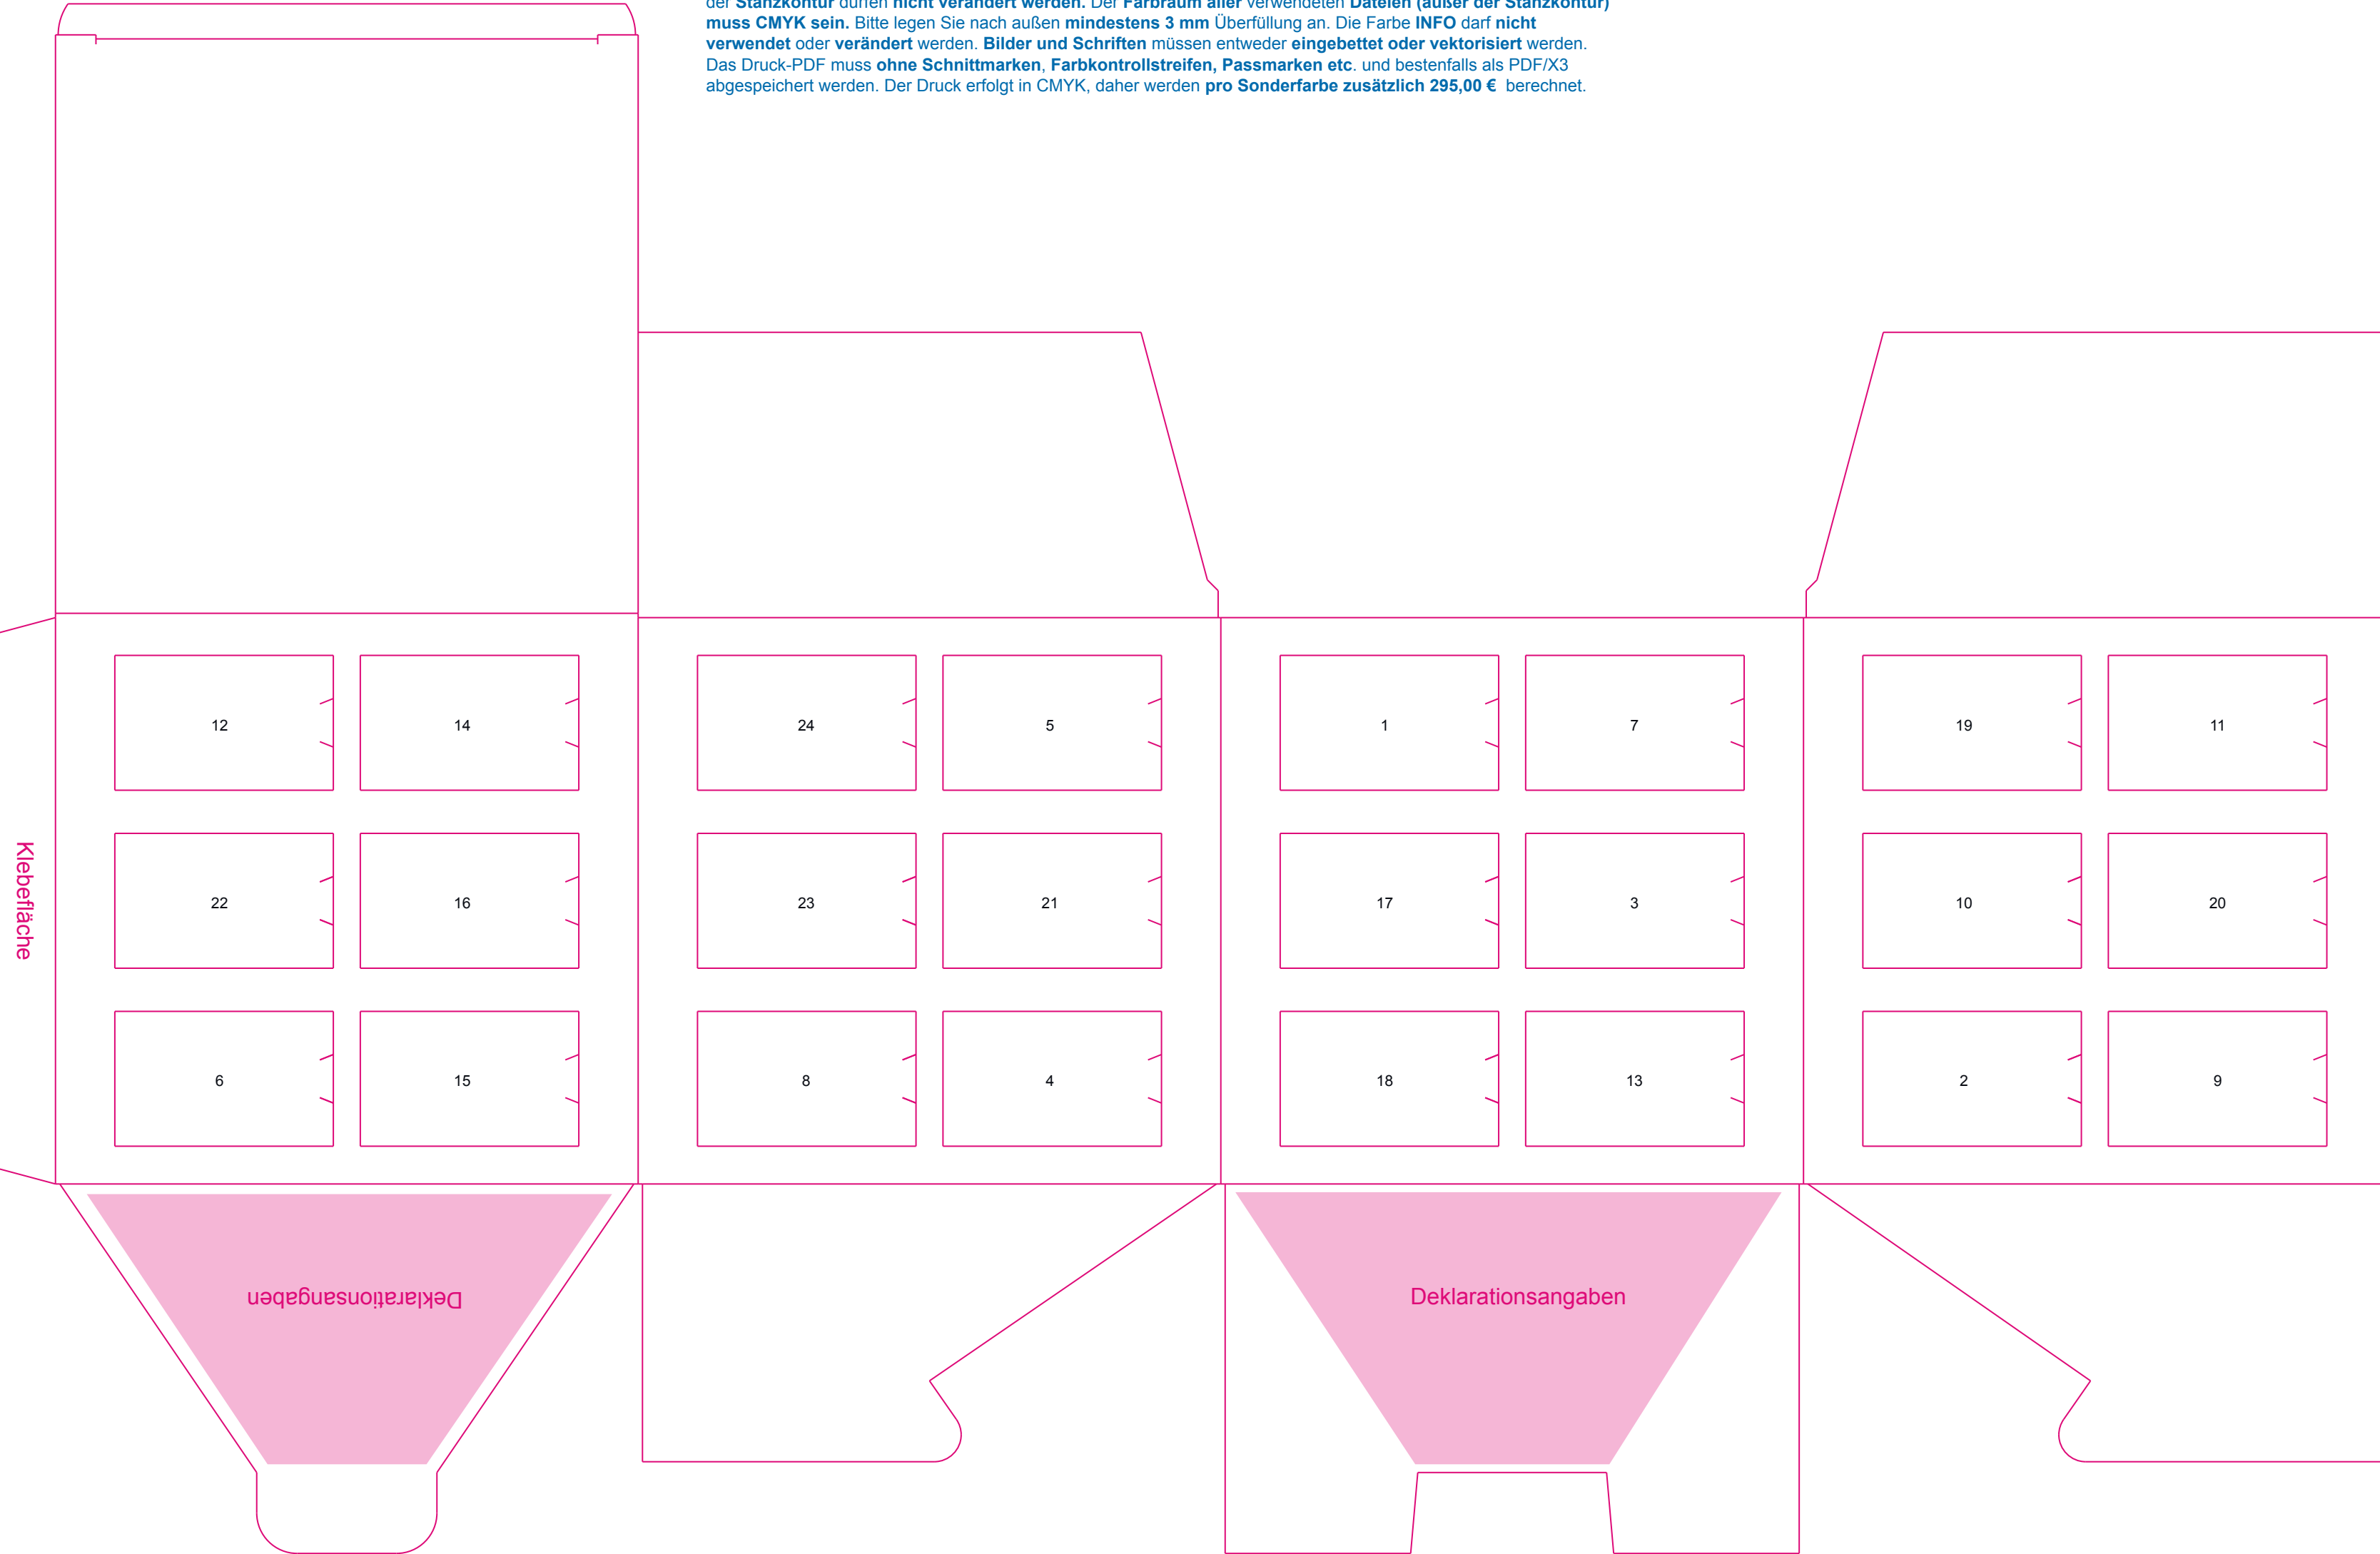 der Stanzkontur dürfen nicht verändert werden. Der Farbraum aller verwendeten Dateien (außer der Stanzkontur)
muss CMYK sein. Bitte legen Sie nach außen mindestens 3 mm Überfüllung an. Die Farbe INFO darf nicht
verwendet oder verändert werden. Bilder und Schriften müssen entweder eingebettet oder vektorisiert werden.
Das Druck-PDF muss ohne Schnittmarken, Farbkontrollstreifen, Passmarken etc. und bestenfalls als PDF/X3
abgespeichert werden. Der Druck erfolgt in CMYK, daher werden pro Sonderfarbe zusätzlich 295,00 € berechnet.
12 14 24 5 1 7 19 11
Klebefläche
22 16 23 21 17 3 10 20
6 15 8 4 18 13 2 9
Deklarationsangaben
Deklarationsangaben